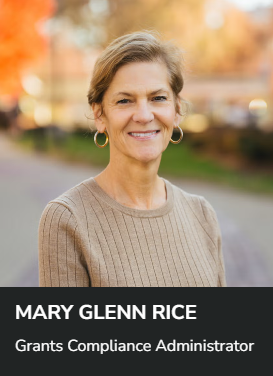 MARY GLENN RICE
Grants Compliance Administrator